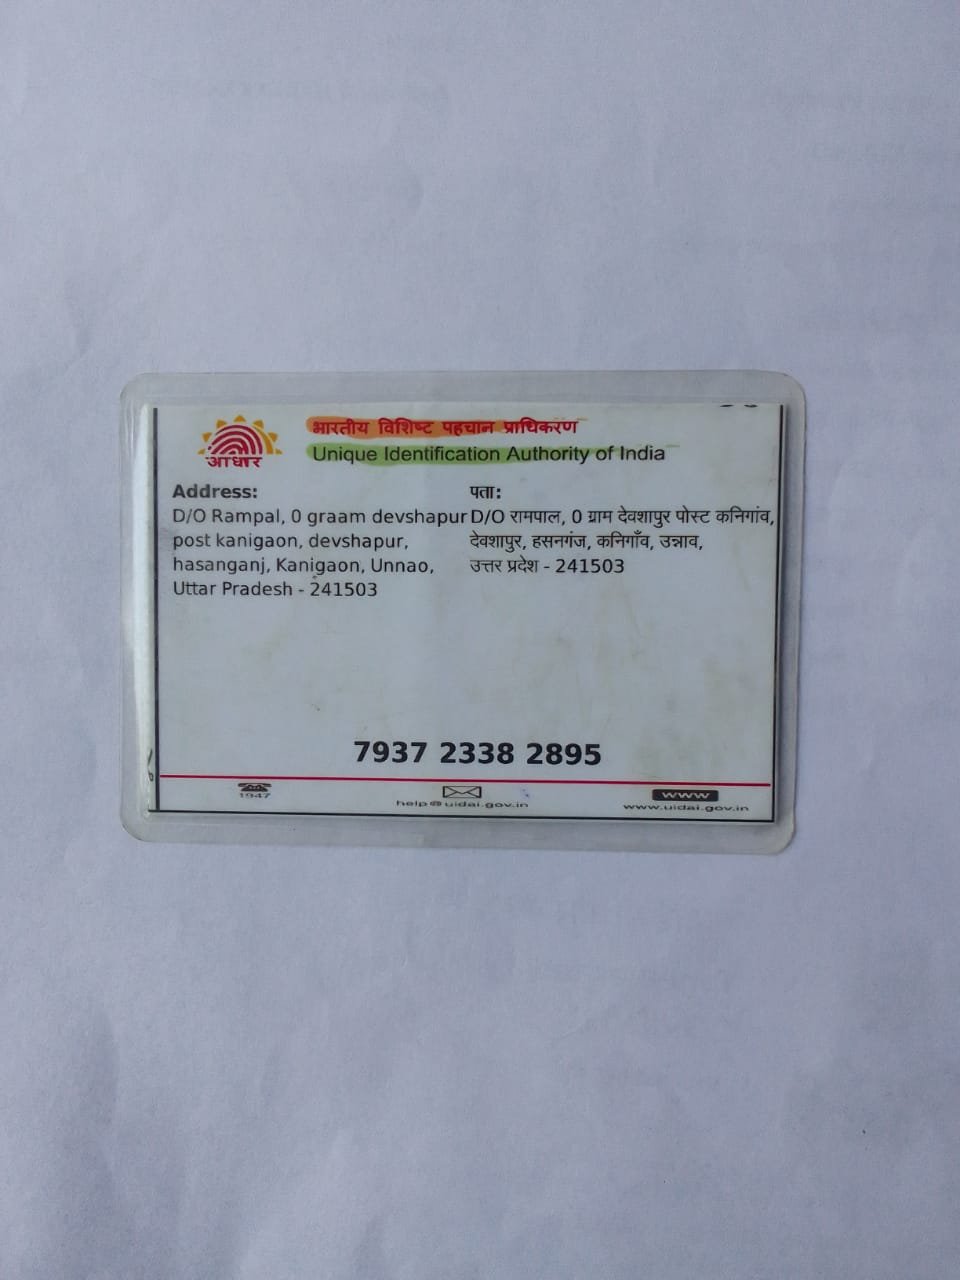 भारतीय विशिष्ट पहचान प्राधिकरण
Unique Identification Authority of India
आधार
Address:
D/O Rampal, 0 graam devshapur
post kanigaon, devshapur,
hasanganj, Kanigaon, Unnao,
Uttar Pradesh - 241503
पता:
D/O रामपाल, 0 ग्राम देवशापुर पोस्ट कनिगांव,
देवशापुर, हसनगंज, कनिगाँव, उन्नाव,
उत्तर प्रदेश - 241503
7937 2338 2895
1947
help@uidai.gov.in
www
www.uidai.gov.in